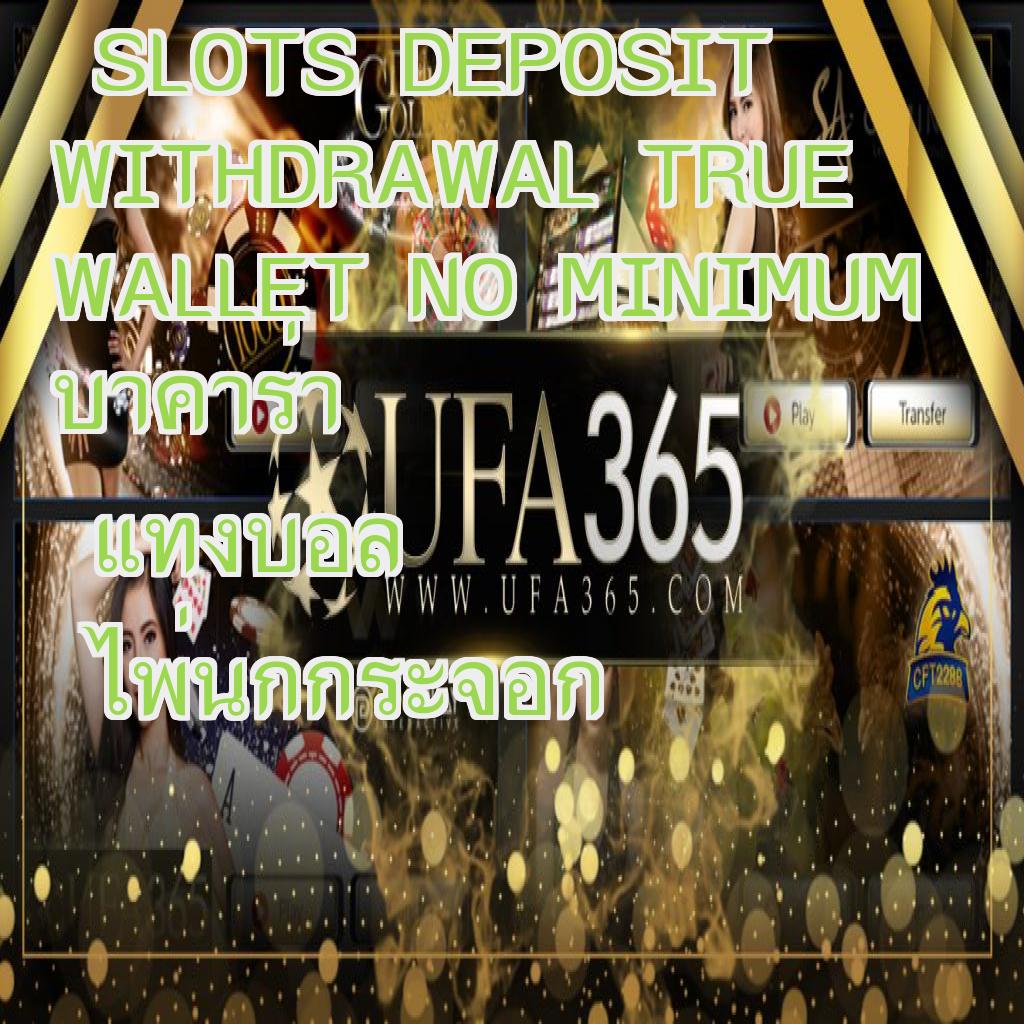 SLOTS DEPOSIT
WITHDRAWAL TRUE
WALLET NO MINIMUM
บาคาร่า
Play
Transfer
UFA365
WWW.UFA365.COM
แทงบอล
ไพ่นกกระจอก
CFT2288
A